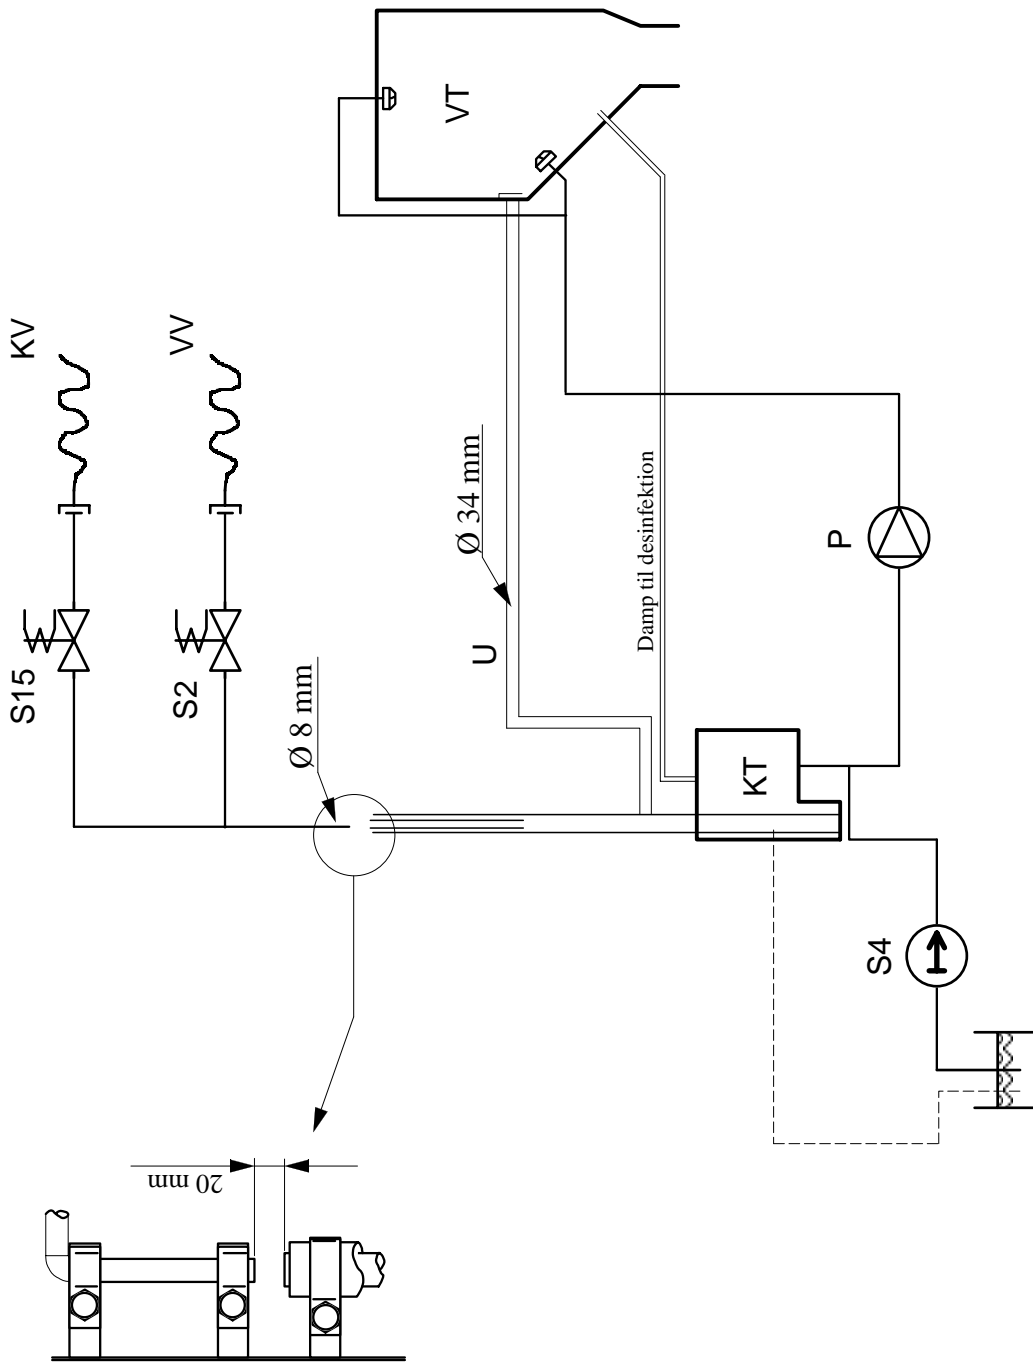 KV
VV
S15
S2
Ø 8 mm
Ø 34 mm
U
VT
Damp til desinfektion
P
KT
S4
20 mm